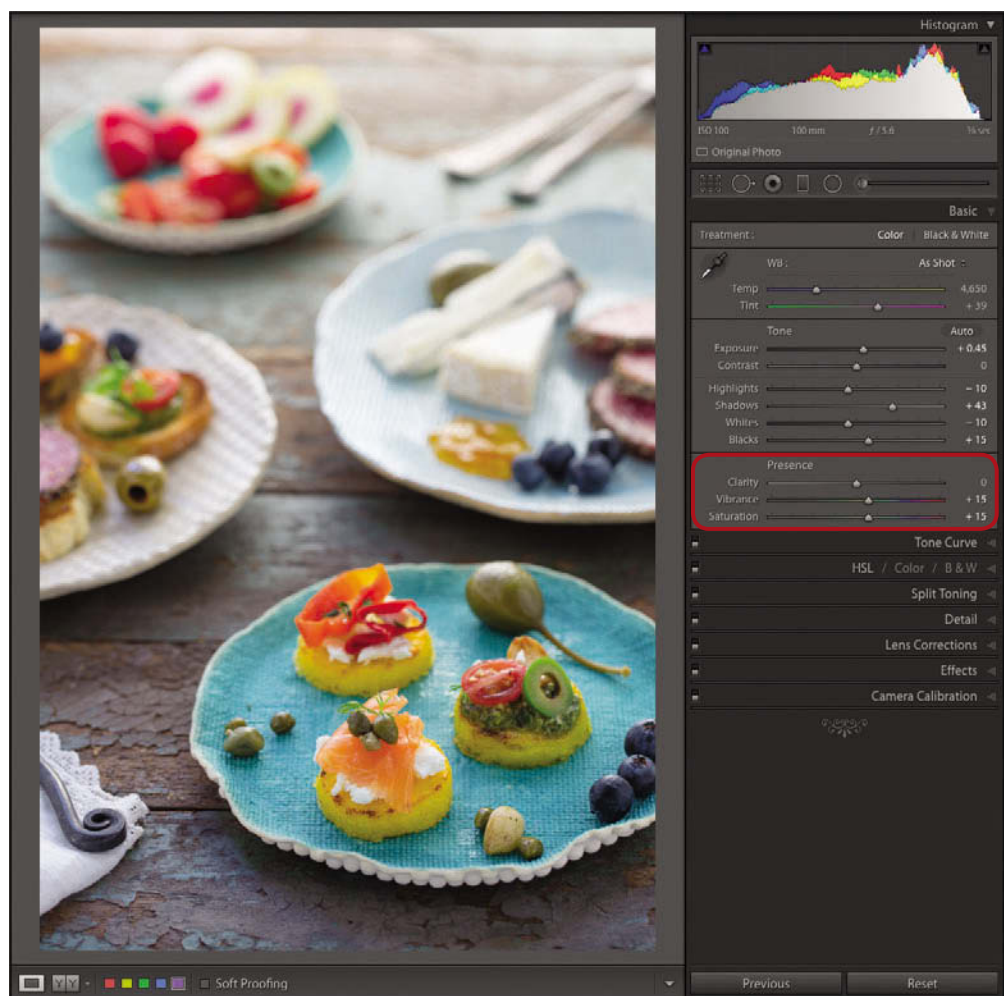 Histogram
ISO 100 100 mm ƒ / 5.6 ¼ sec
Original Photo
Basic
Treatment : Color Black & White
WB : As Shot
Temp 4,650
Tint + 39
Tone Auto
Exposure + 0.45
Contrast 0
Highlights – 10
Shadows + 43
Whites – 10
Blacks + 15
Presence
Clarity 0
Vibrance + 15
Saturation + 15
Tone Curve
HSL / Color / B & W
Split Toning
Detail
Lens Corrections
Effects
Camera Calibration
Y Y Soft Proofing
Previous Reset